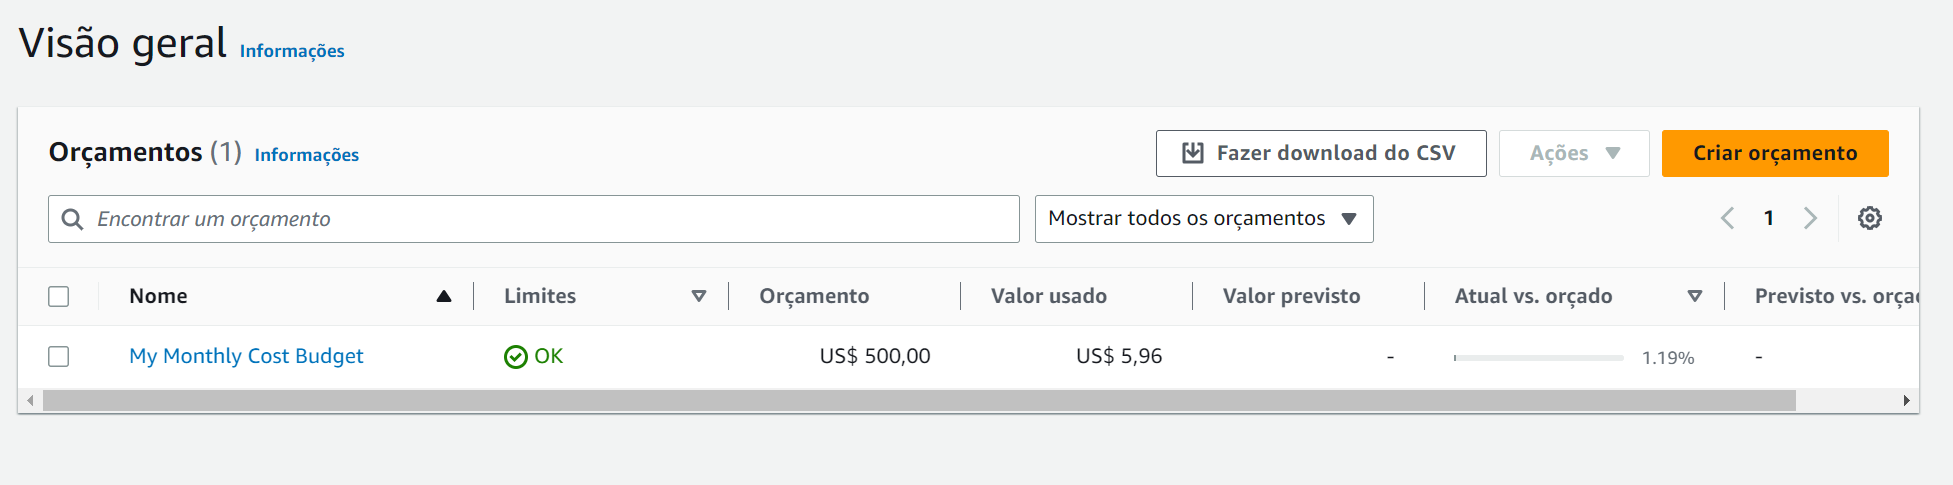 Visão geral Informações
Orçamentos (1) Informações
Fazer download do CSV
Ações
Criar orçamento
Encontrar um orçamento
Mostrar todos os orçamentos
1
Nome Limites Orçamento Valor usado Valor previsto Atual vs. orçado Previsto vs. orça
My Monthly Cost Budget OK US$ 500,00 US$ 5,96 - 1.19% -